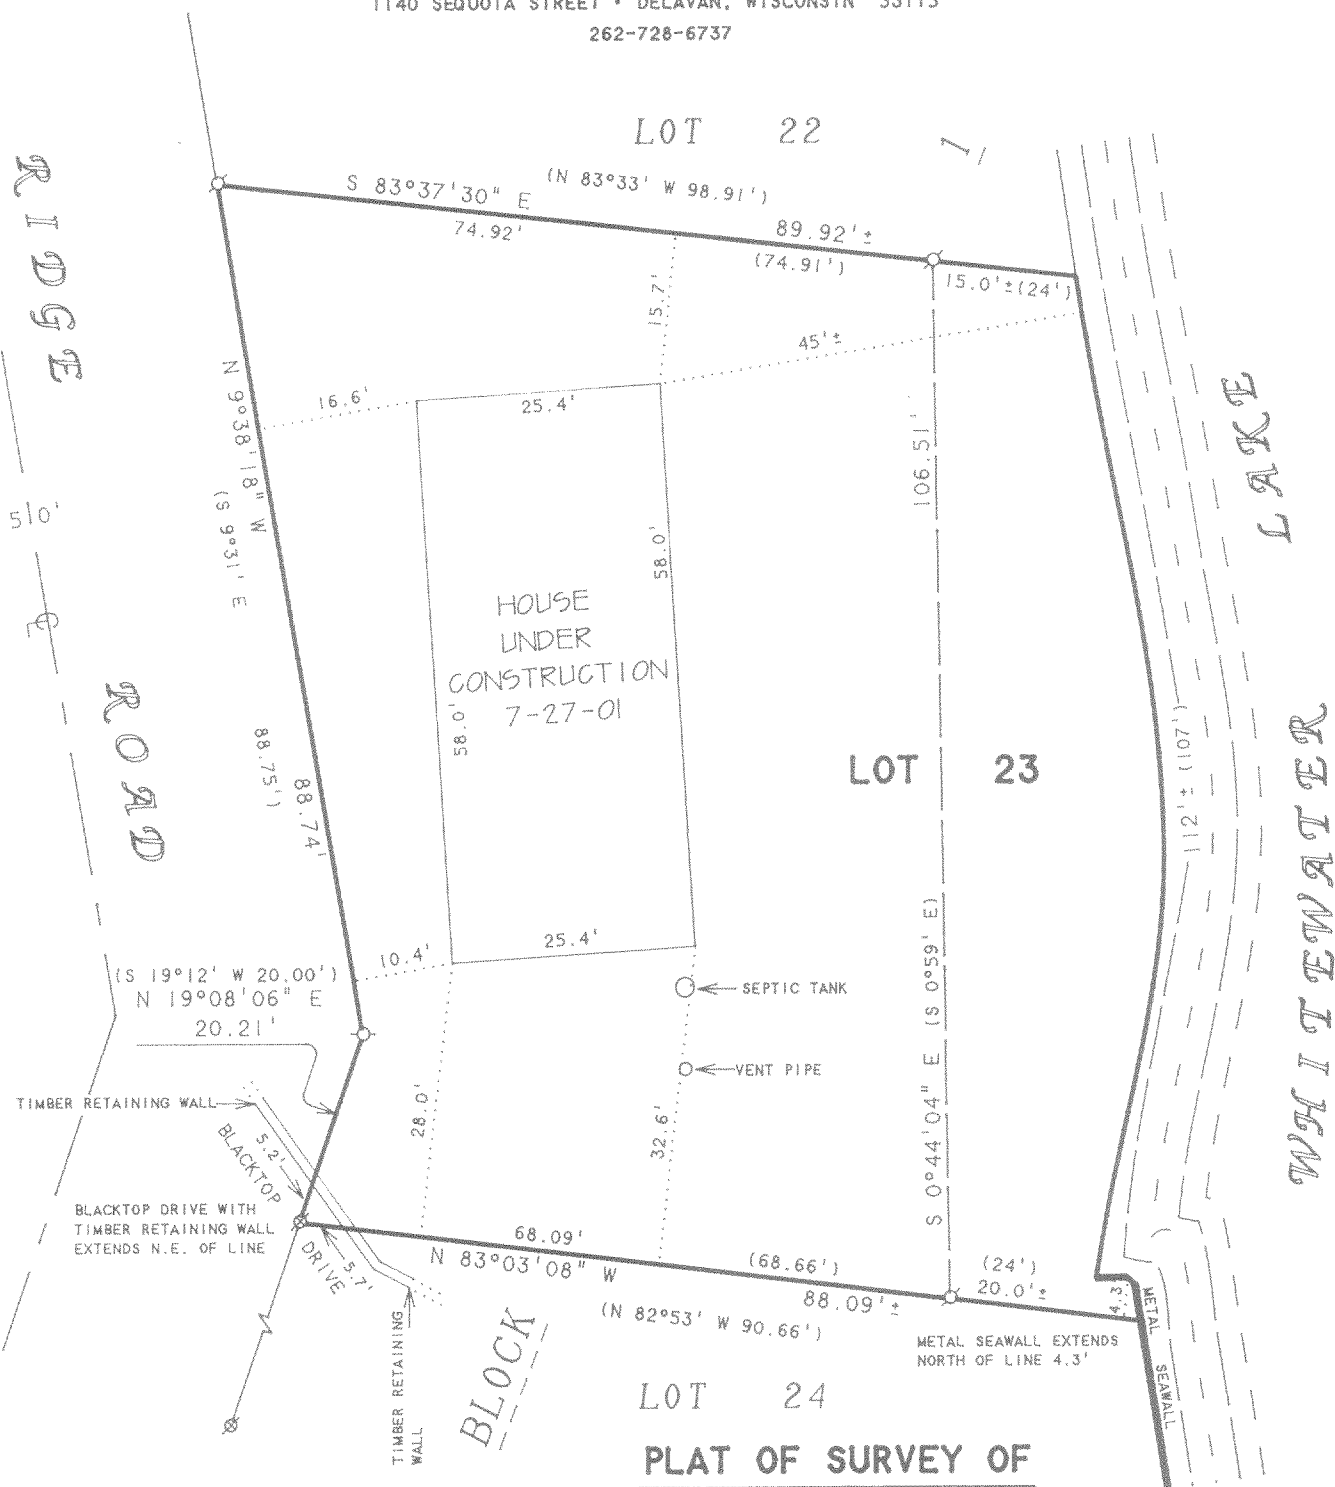 1140 SEQUOIA STREET • DELAVAN, WISCONSIN 53115
262-728-6737
LOT 22
1
S 83°37'30" E
(N 83°33' W 98.91')
74.92'
89.92'±
(74.91')
15.0'±(24')
RIDGE
15.7'
45'±
16.6'
25.4'
N 9°38'18" W
(S 9°31' E
106.51'
LAKE
50'
58.0'
HOUSE
UNDER
CONSTRUCTION
7-27-01
58.0'
ROAD
88.75')
88.74'
LOT 23
112'± (107')
WHITEWATER
25.4'
10.4'
(S 19°12' W 20.00')
N 19°08'06" E
20.21'
SEPTIC TANK
VENT PIPE
S 0°44'04" E (S 0°59' E)
28.0'
32.6'
TIMBER RETAINING WALL
BLACKTOP
5.2'
BLACKTOP DRIVE WITH
TIMBER RETAINING WALL
EXTENDS N.E. OF LINE
DRIVE
5.7'
68.09'
N 83°03'08" W
(68.66')
88.09'±
(N 82°53' W 90.66')
(24')
20.0'±
4.3'
METAL
SEAWALL
METAL SEAWALL EXTENDS
NORTH OF LINE 4.3'
TIMBER RETAINING
WALL
BLOCK
LOT 24
PLAT OF SURVEY OF